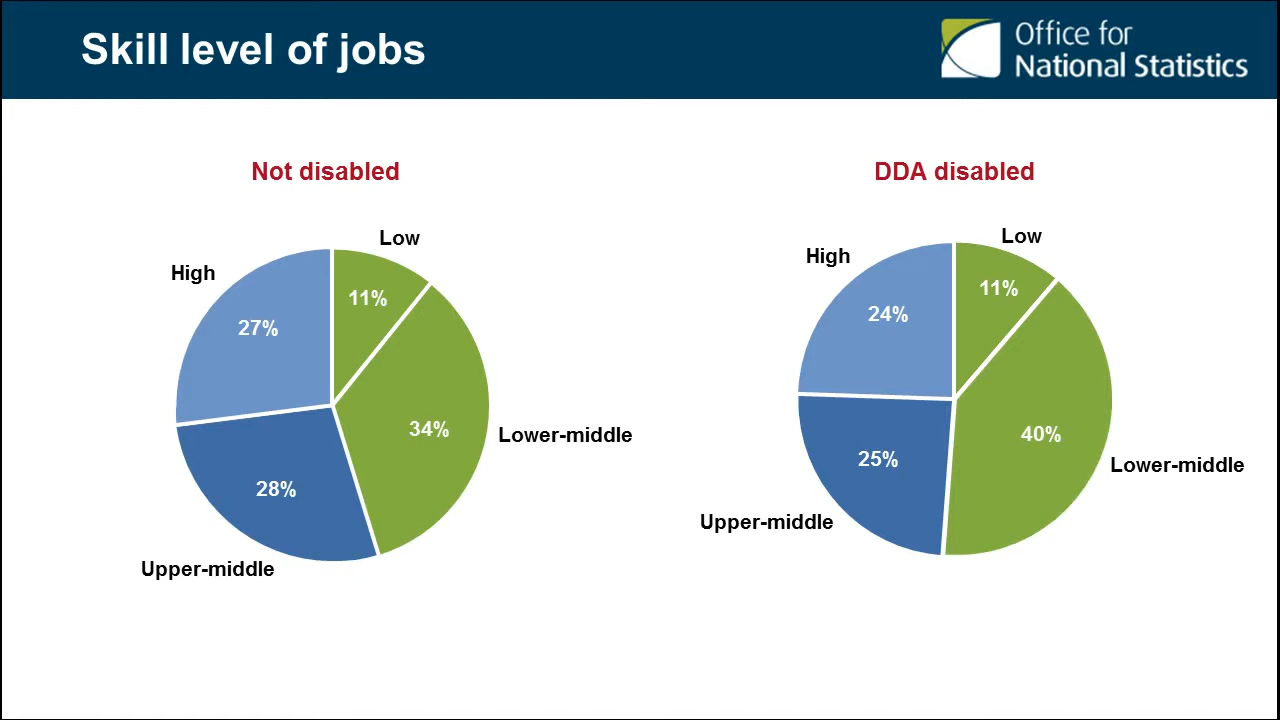 Skill level of jobs
Office for
National Statistics
Not disabled
Low
High
11%
27%
34%
Lower-middle
28%
Upper-middle
DDA disabled
Low
High
11%
24%
40%
25%
Lower-middle
Upper-middle